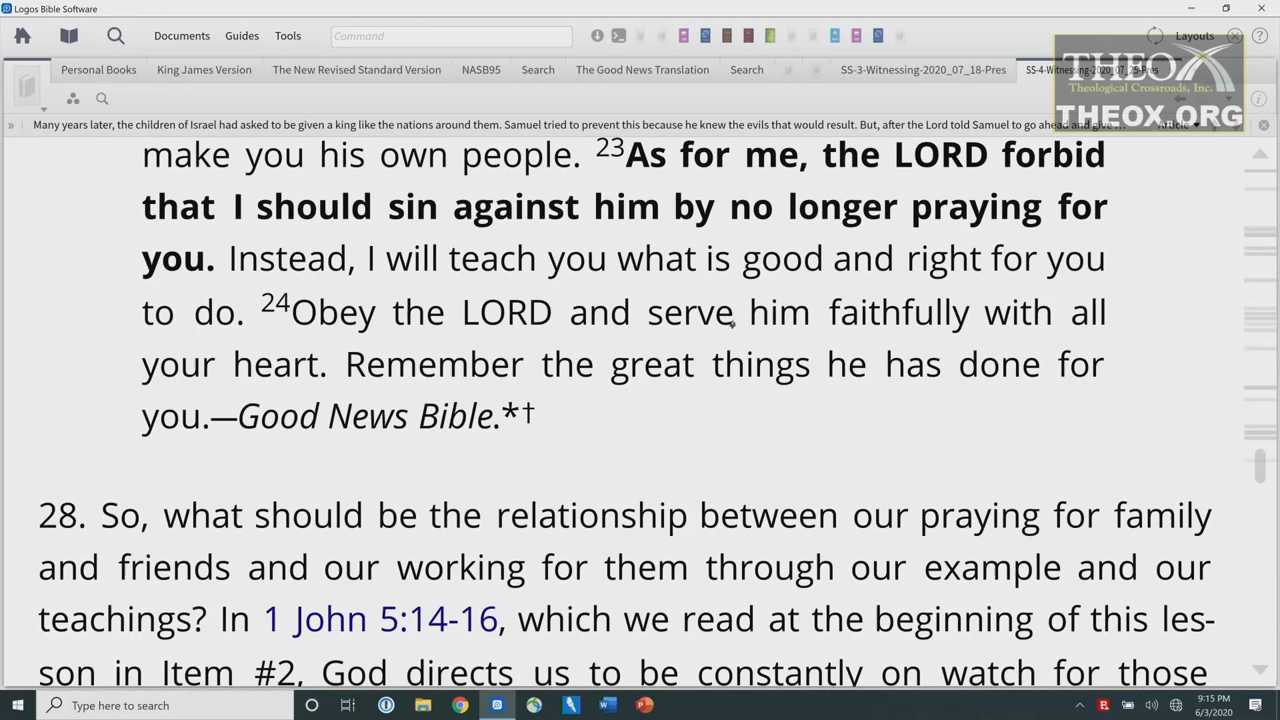 Logos Bible Software
Documents Guides Tools Command Layouts
Personal Books King James Version The New Revised NASB95 Search The Good News Translation Search SS-3-Witnessing-2020_07_18-Pres SS-4-Witnessing-2020_07_25-Pres
THEOX
Theological Crossroads, Inc.
THEOX.ORG
» Many years later, the children of Israel had asked to be given a king like the nations around them. Samuel tried to prevent this because he knew the evils that would result. But, after the Lord told Samuel to go ahead and give ... Article
make you his own people. ²³As for me, the LORD forbid
that I should sin against him by no longer praying for
you. Instead, I will teach you what is good and right for you
to do. ²⁴Obey the LORD and serve him faithfully with all
your heart. Remember the great things he has done for
you.—Good News Bible.*†
28. So, what should be the relationship between our praying for family
and friends and our working for them through our example and our
teachings? In 1 John 5:14-16, which we read at the beginning of this les-
son in Item #2, God directs us to be constantly on watch for those
Type here to search
9:15 PM
6/3/2020